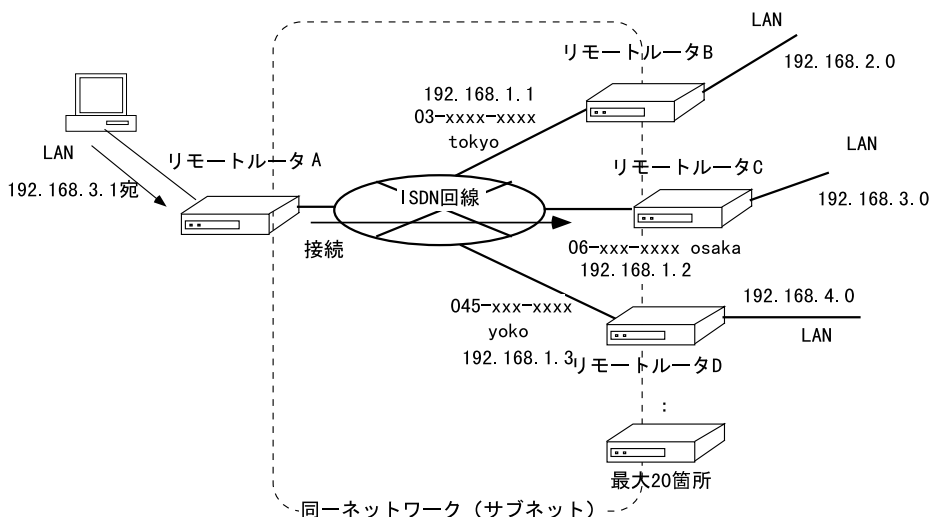 LAN
リモートルータB
192.168.2.0
192.168.1.1
03-xxxx-xxxx
tokyo
LAN
リモートルータA
リモートルータC
LAN
192.168.3.1宛
ISDN回線
192.168.3.0
接続
06-xxx-xxxx osaka
192.168.1.2
045-xxx-xxxx
yoko
192.168.1.3
192.168.4.0
LAN
リモートルータD
:
最大20箇所
同一ネットワーク(サブネット)